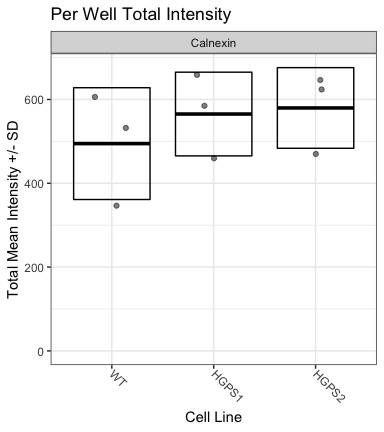 Per Well Total Intensity
Calnexin
Total Mean Intensity +/- SD
600
400
200
0
WT
HGPS1
HGPS2
Cell Line